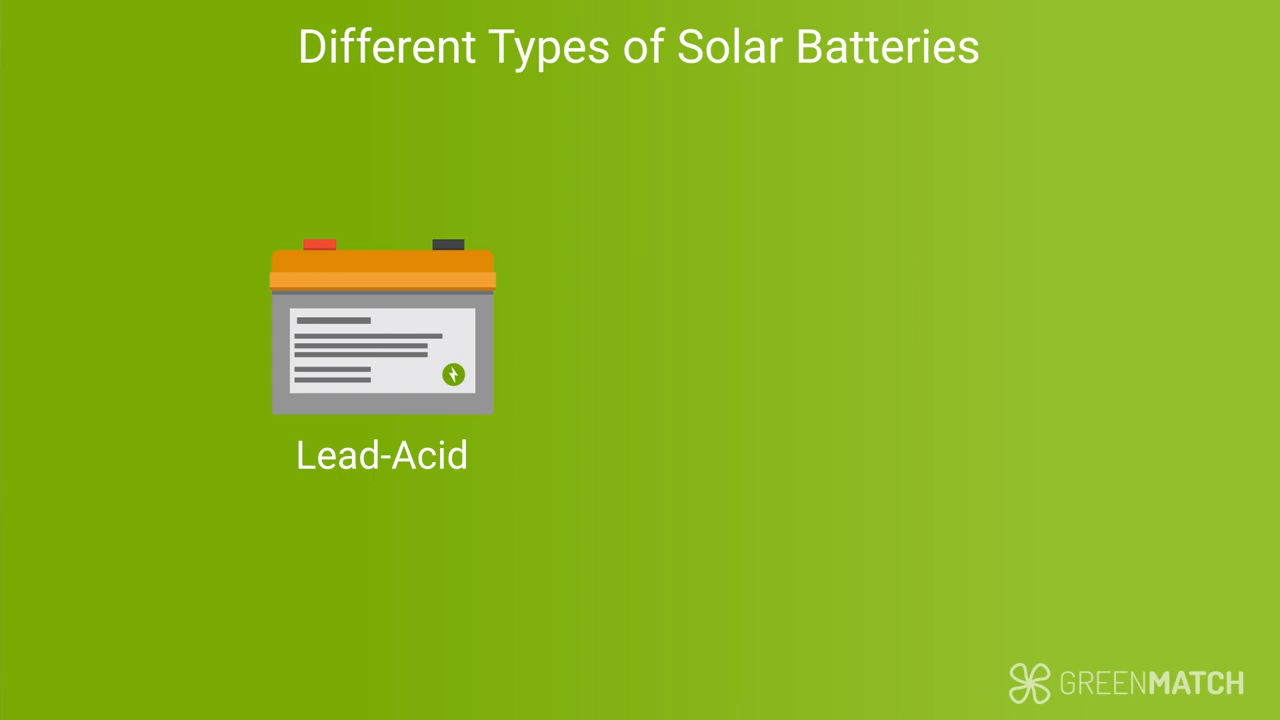 Different Types of Solar Batteries
Lead-Acid
GREENMATCH